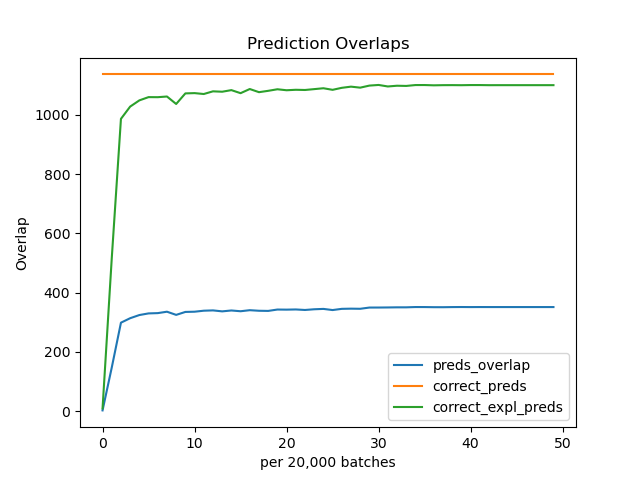 Prediction Overlaps
Overlap
1000
800
600
400
200
0
0 10 20 30 40 50
per 20,000 batches
preds_overlap
correct_preds
correct_expl_preds